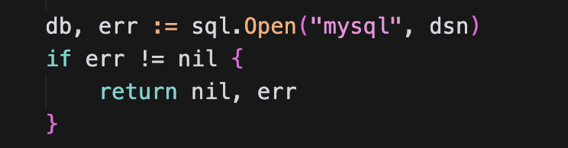 db, err := sql.Open("mysql", dsn)
if err != nil {
    return nil, err
}